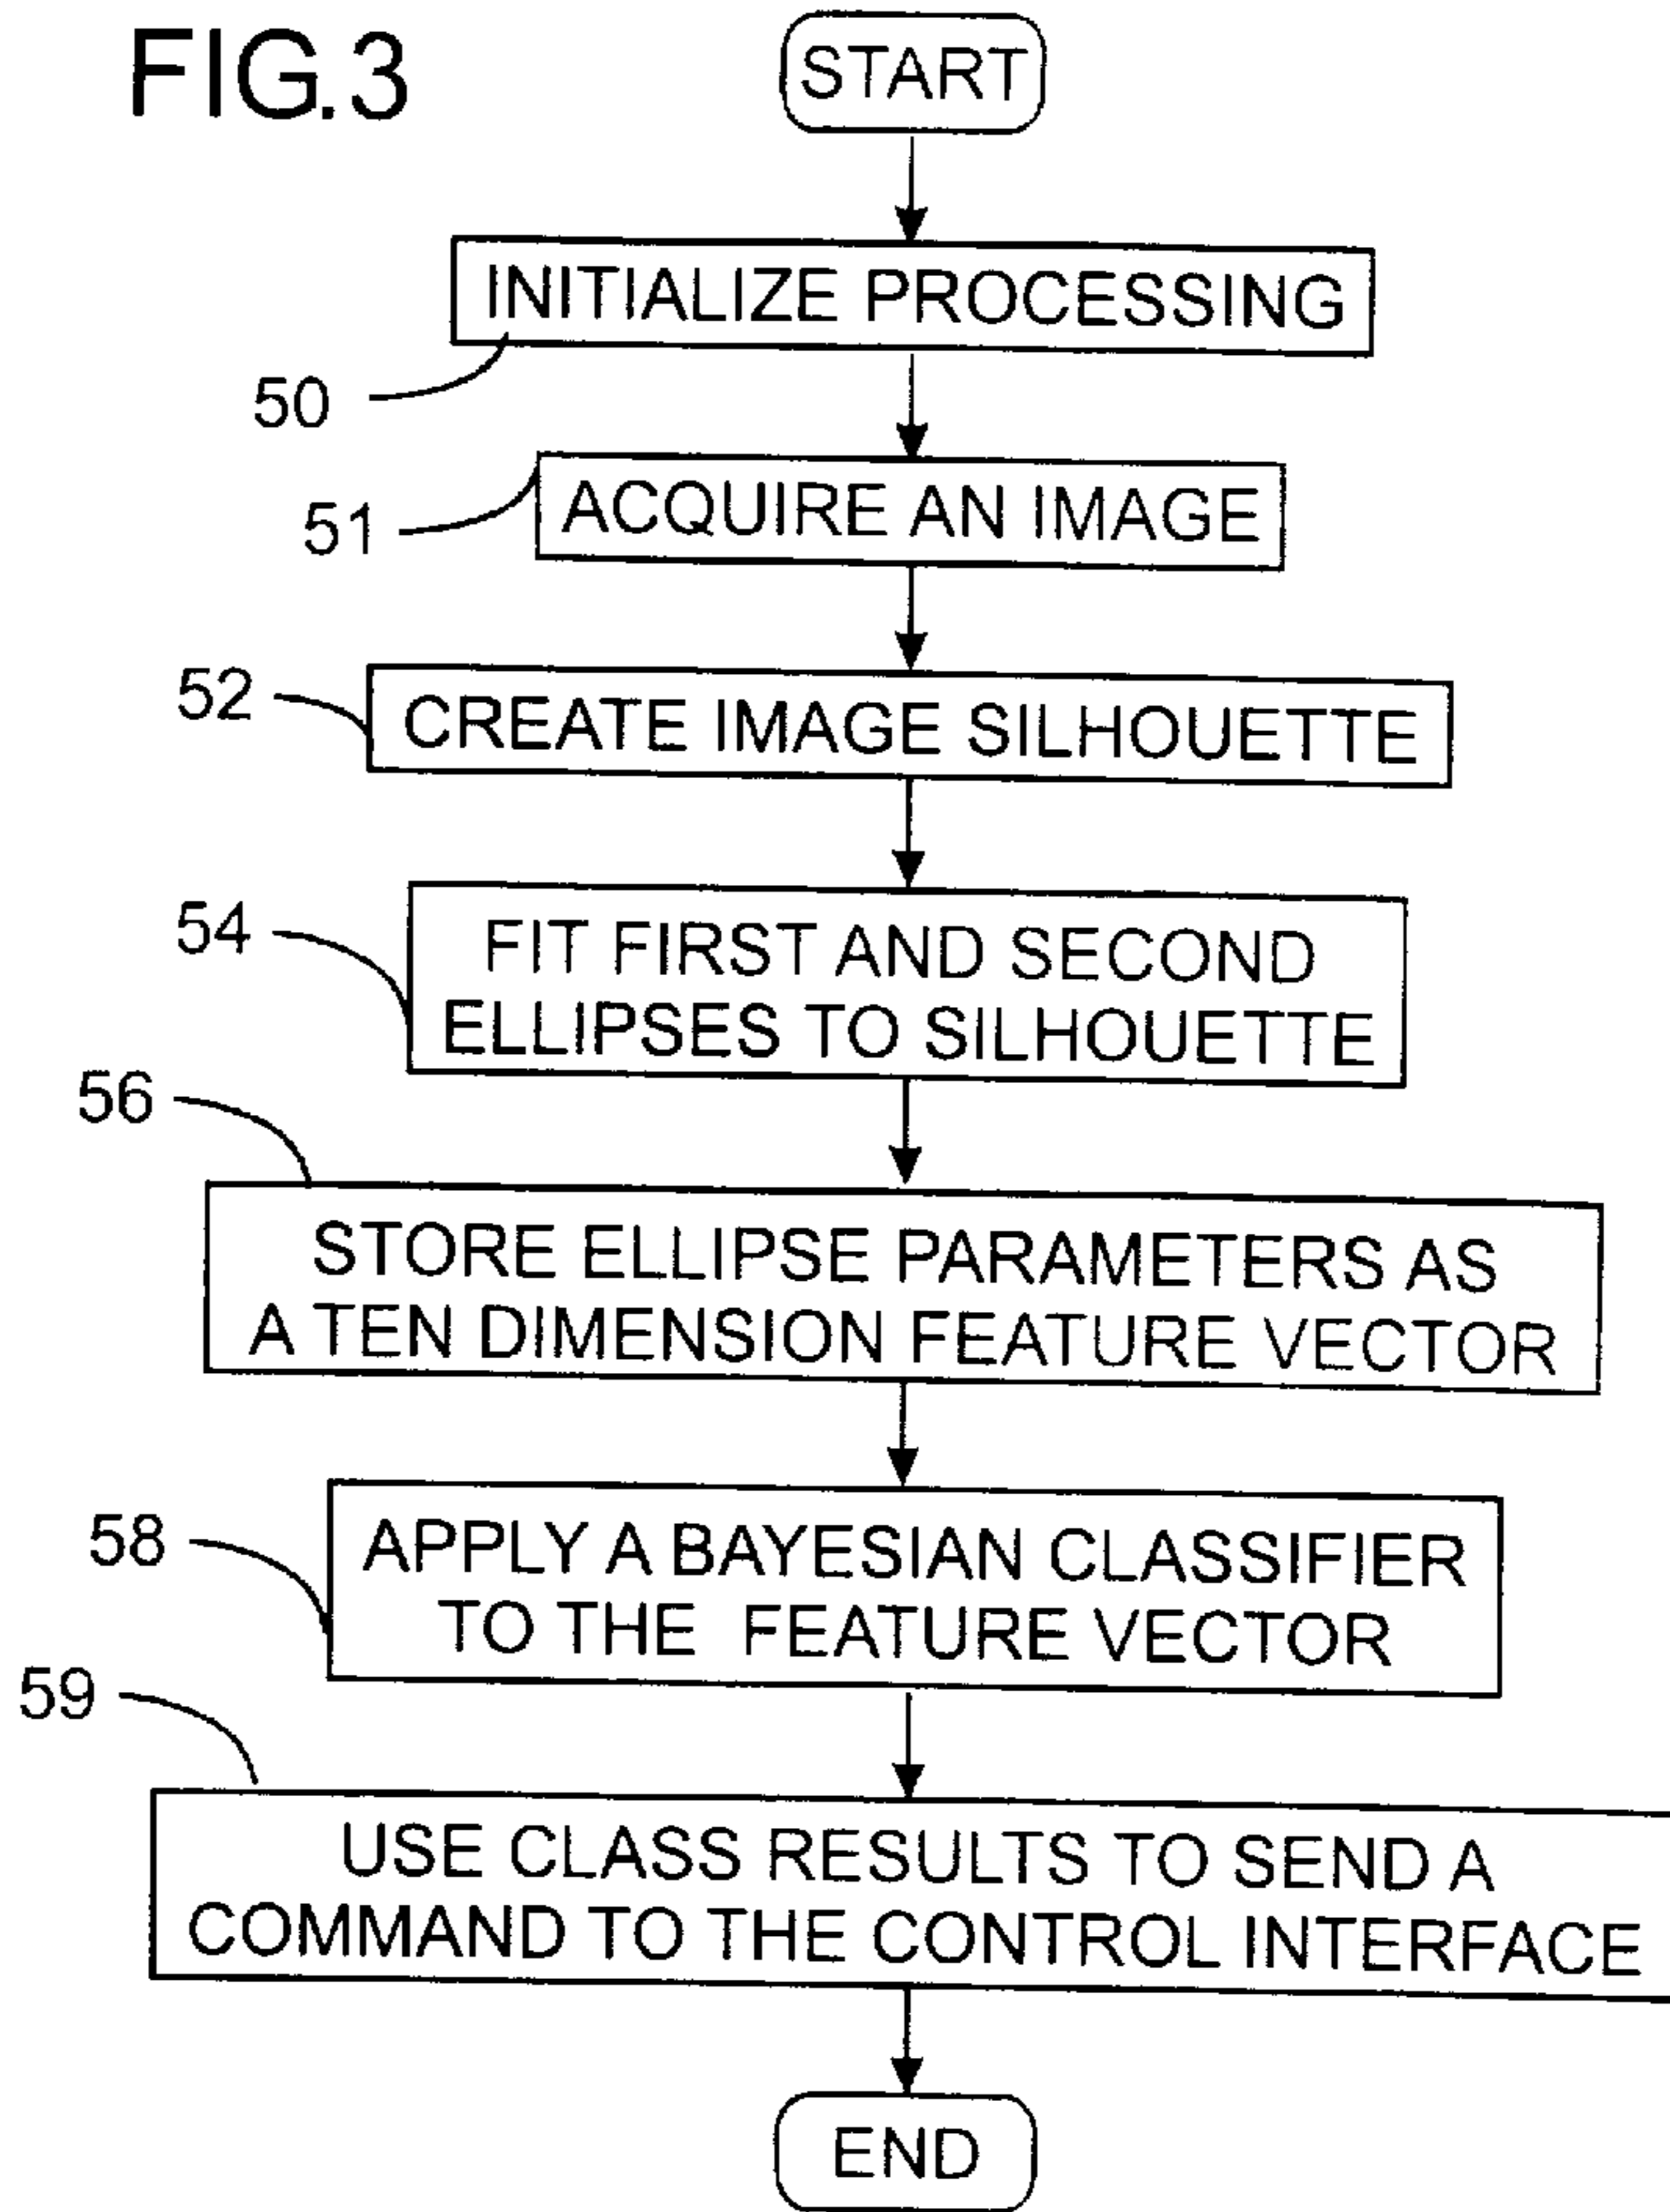 FIG.3
START
INITIALIZE PROCESSING
50
ACQUIRE AN IMAGE
51
CREATE IMAGE SILHOUETTE
52
FIT FIRST AND SECOND
ELLIPSES TO SILHOUETTE
54
56
STORE ELLIPSE PARAMETERS AS
A TEN DIMENSION FEATURE VECTOR
APPLY A BAYESIAN CLASSIFIER
TO THE FEATURE VECTOR
58
59
USE CLASS RESULTS TO SEND A
COMMAND TO THE CONTROL INTERFACE
END